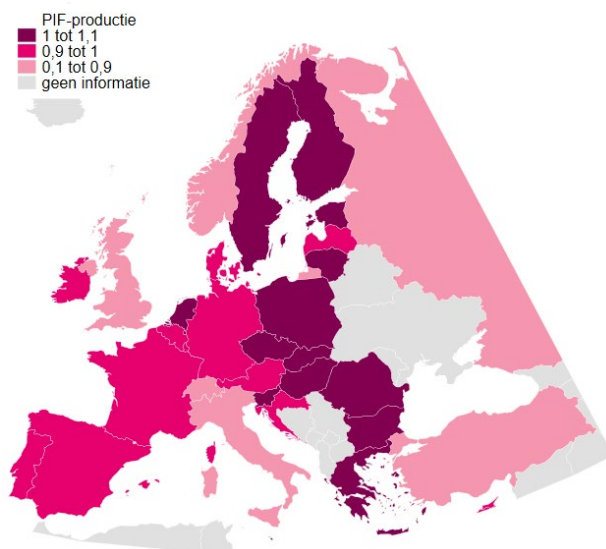 PIF-productie
1 tot 1,1
0,9 tot 1
0,1 tot 0,9
geen informatie